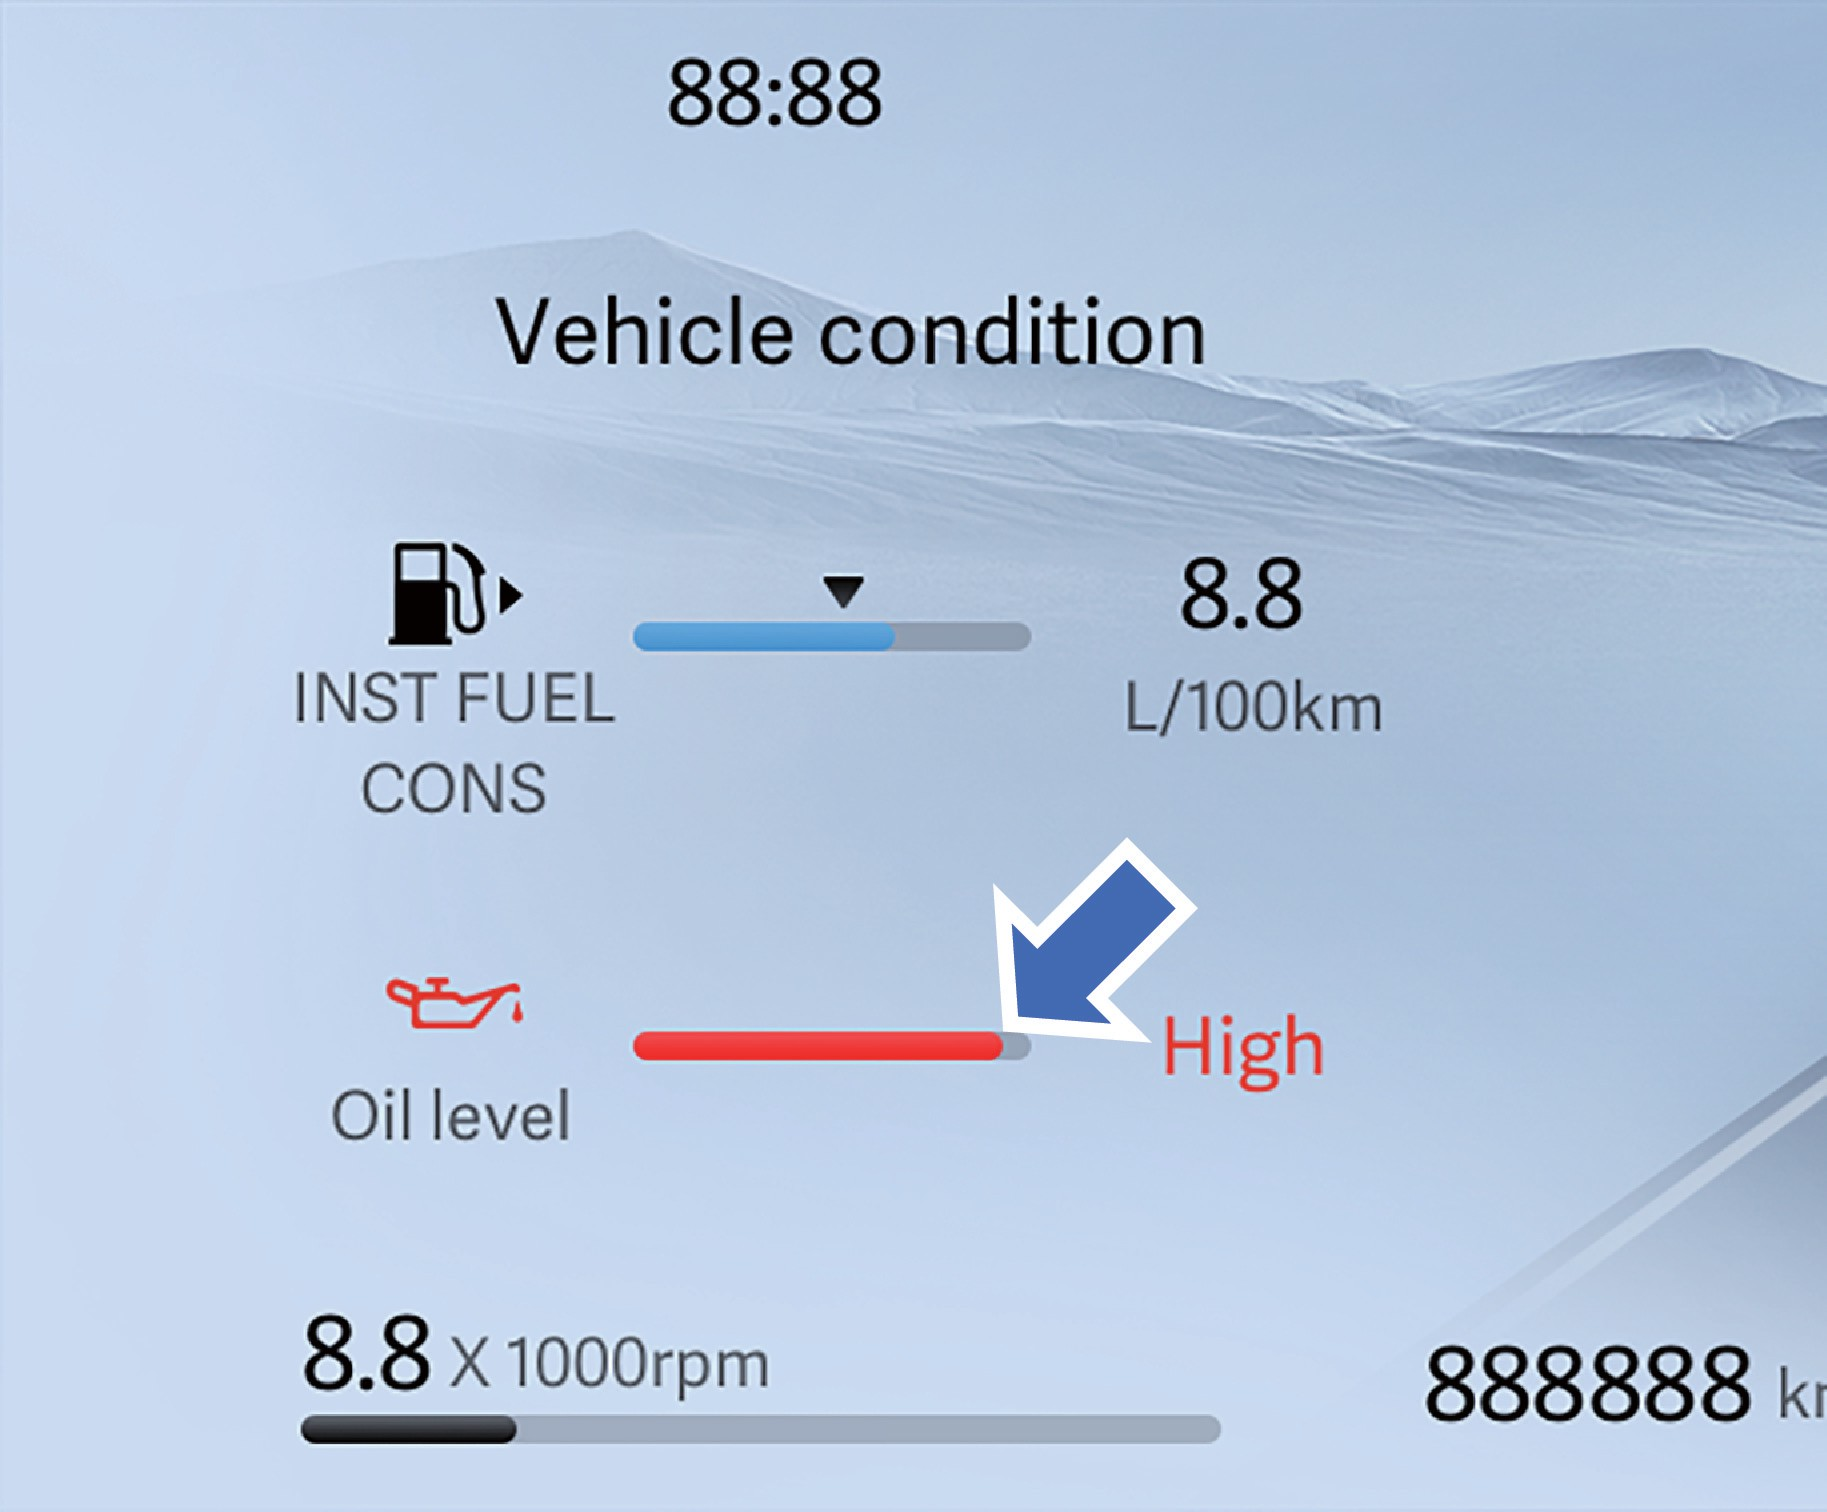 88:88
Vehicle condition
8.8
INST FUEL
CONS
L/100km
High
Oil level
8.8 X 1000rpm
888888